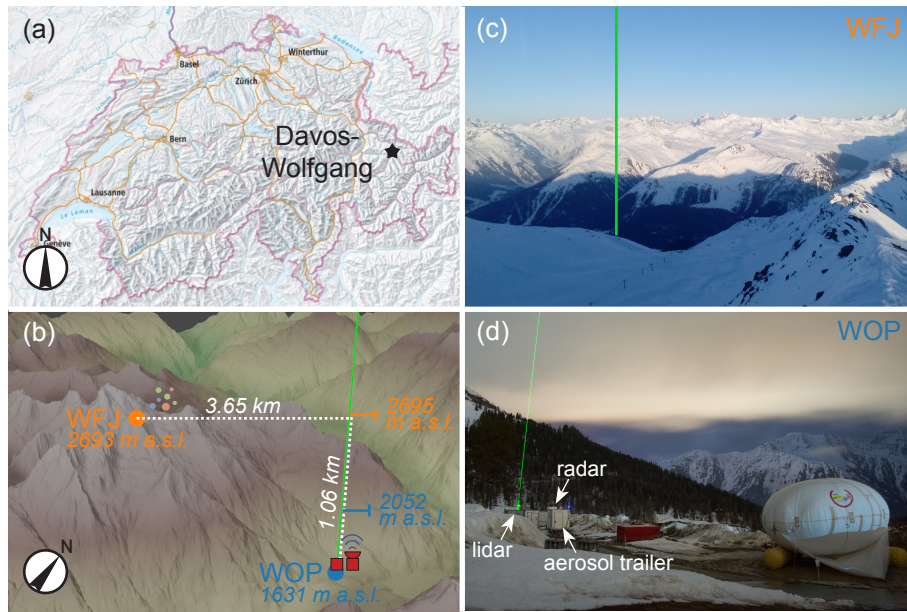 (a)
Basel
Winterthur
Bodensee
Zürich
Davos-
Wolfgang
Bern
Lausanne
Le Léman
N
Genève
(b)
WFJ
2693 m a.s.l.
3.65 km
2695
m a.s.l.
1.06 km
2052
m a.s.l.
N
WOP
1631 m a.s.l.
(c)
WFJ
(d)
WOP
radar
lidar
aerosol trailer